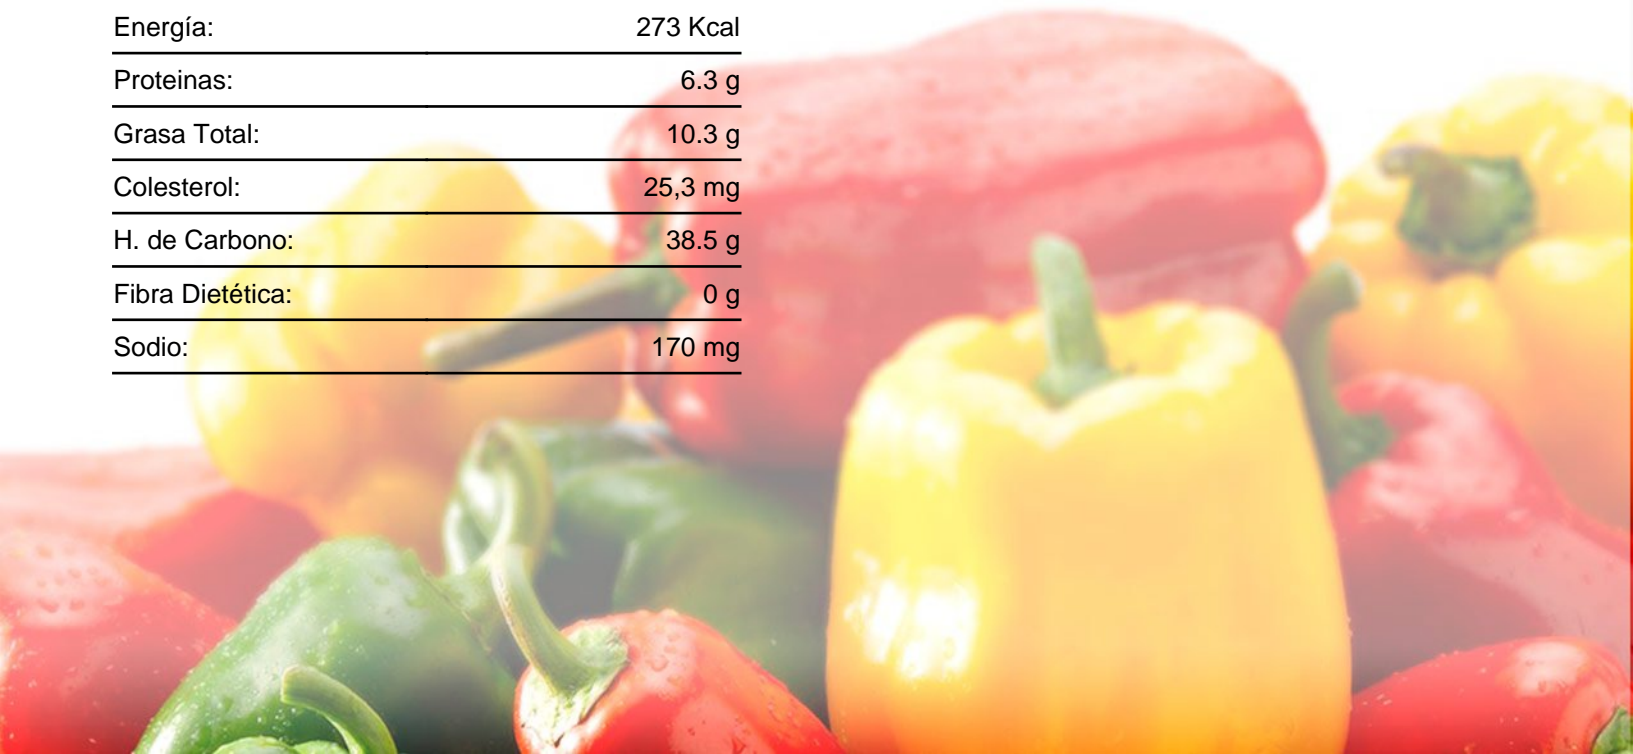 Energía: 273 Kcal
Proteinas: 6.3 g
Grasa Total: 10.3 g
Colesterol: 25,3 mg
H. de Carbono: 38.5 g
Fibra Dietética: 0 g
Sodio: 170 mg